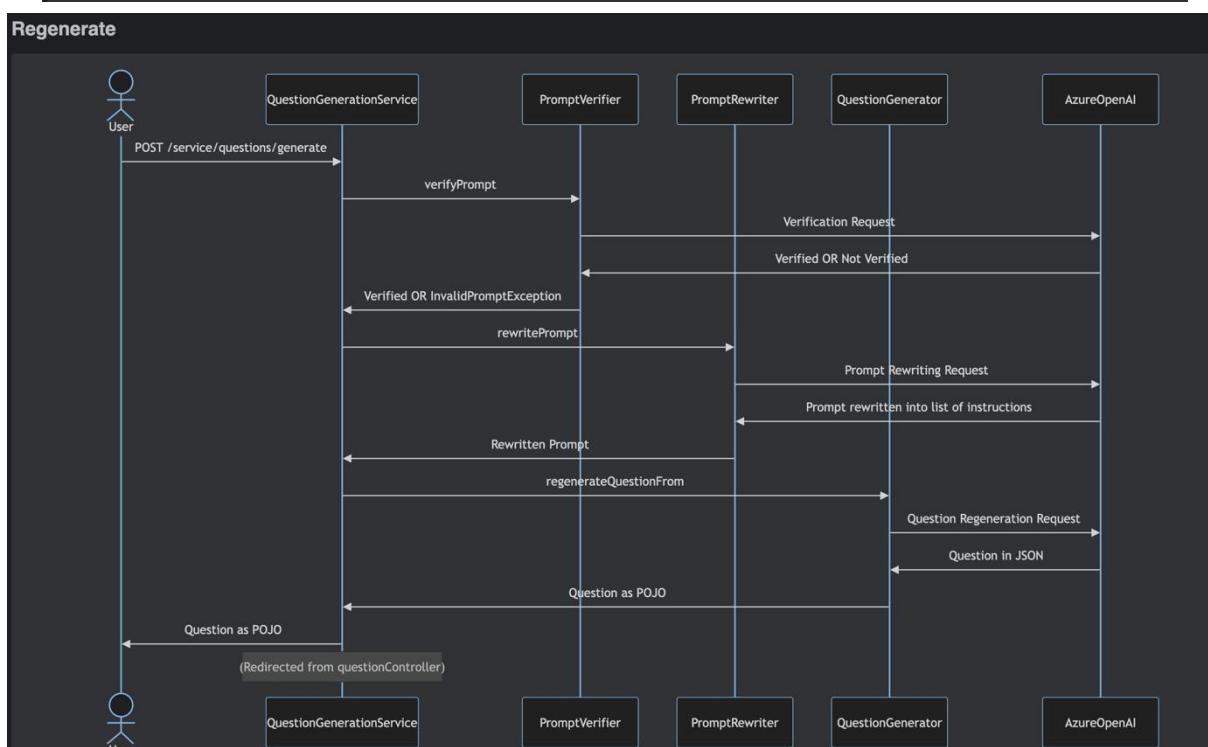 Regenerate
User
QuestionGenerationService
PromptVerifier
PromptRewriter
QuestionGenerator
AzureOpenAI
POST /service/questions/generate
verifyPrompt
Verification Request
Verified OR Not Verified
Verified OR InvalidPromptException
rewritePrompt
Prompt Rewriting Request
Prompt rewritten into list of instructions
Rewritten Prompt
regenerateQuestionFrom
Question Regeneration Request
Question in JSON
Question as POJO
Question as POJO
(Redirected from questionController)
QuestionGenerationService
PromptVerifier
PromptRewriter
QuestionGenerator
AzureOpenAI